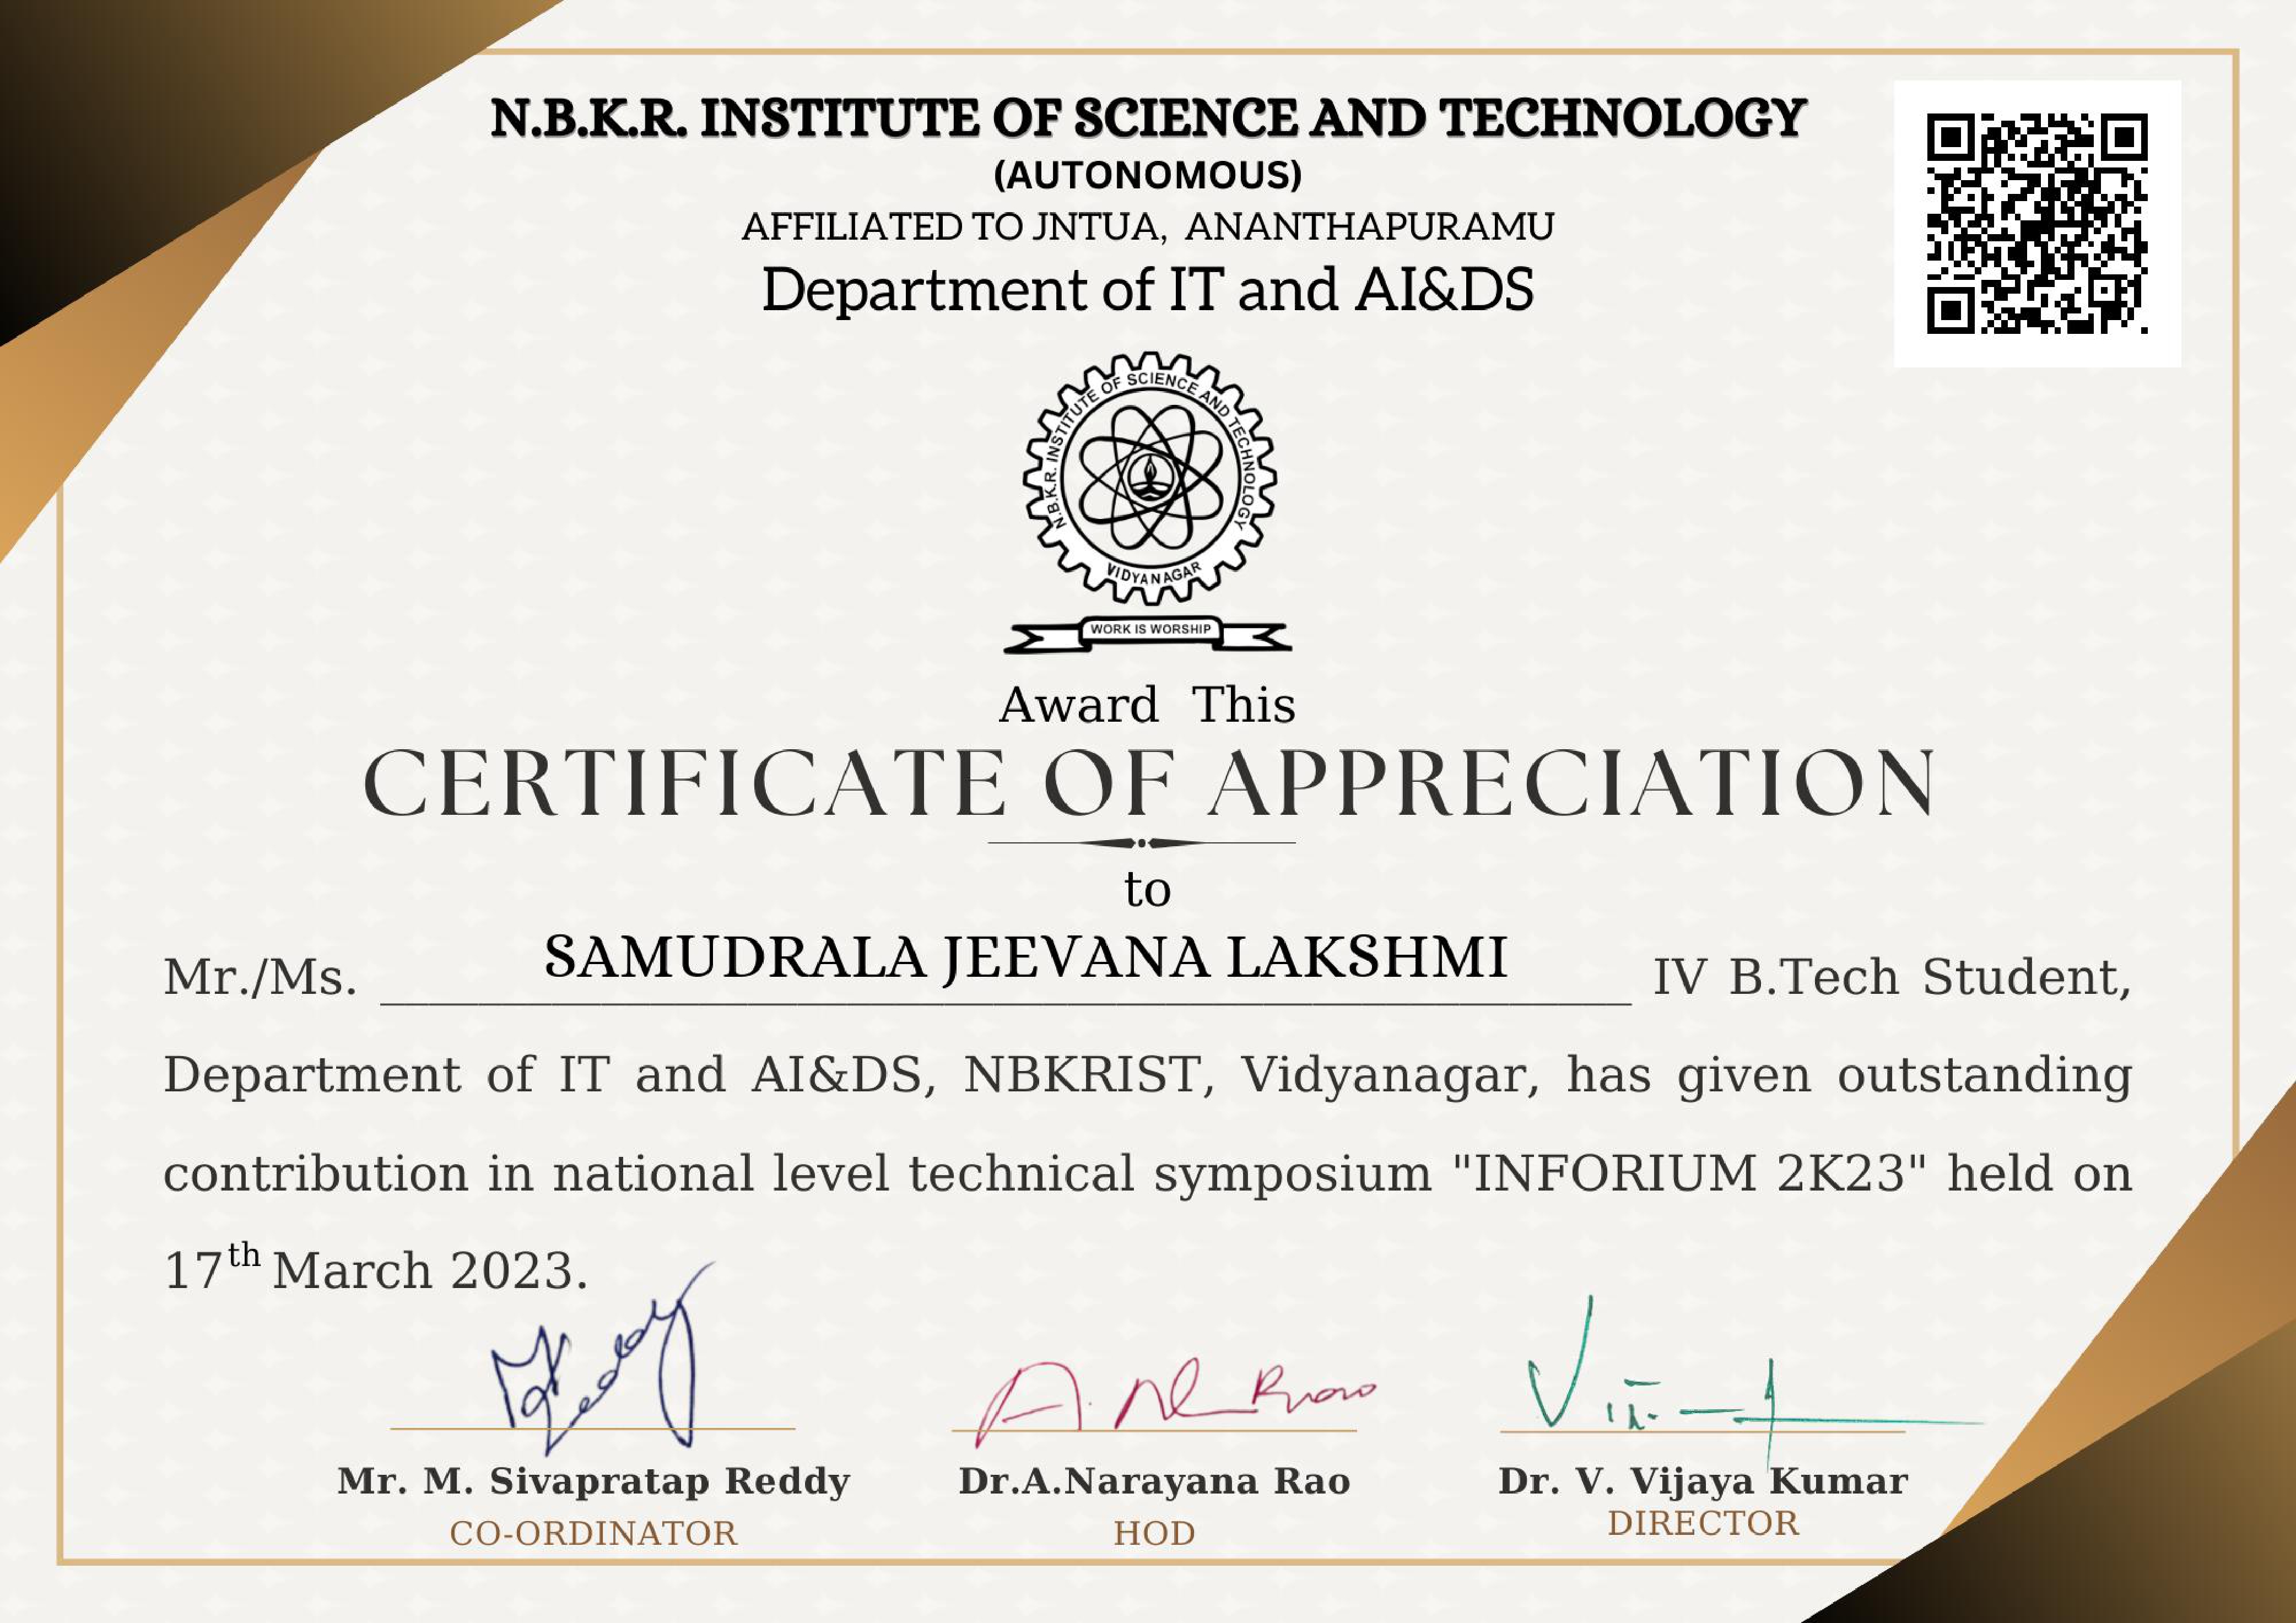 N.B.K.R. INSTITUTE OF SCIENCE AND TECHNOLOGY
(AUTONOMOUS)
AFFILIATED TO JNTUA, ANANTHAPURAMU
Department of IT and AI&DS
N.B.K.R. INSTITUTE OF SCIENCE AND TECHNOLOGY
VIDYANAGAR
WORK IS WORSHIP
Award This
CERTIFICATE OF APPRECIATION
to
Mr./Ms. SAMUDRALA JEEVANA LAKSHMI IV B.Tech Student,
Department of IT and AI&DS, NBKRIST, Vidyanagar, has given outstanding
contribution in national level technical symposium "INFORIUM 2K23" held on
17th March 2023.
Mr. M. Sivapratap Reddy
CO-ORDINATOR
Dr.A.Narayana Rao
HOD
Dr. V. Vijaya Kumar
DIRECTOR